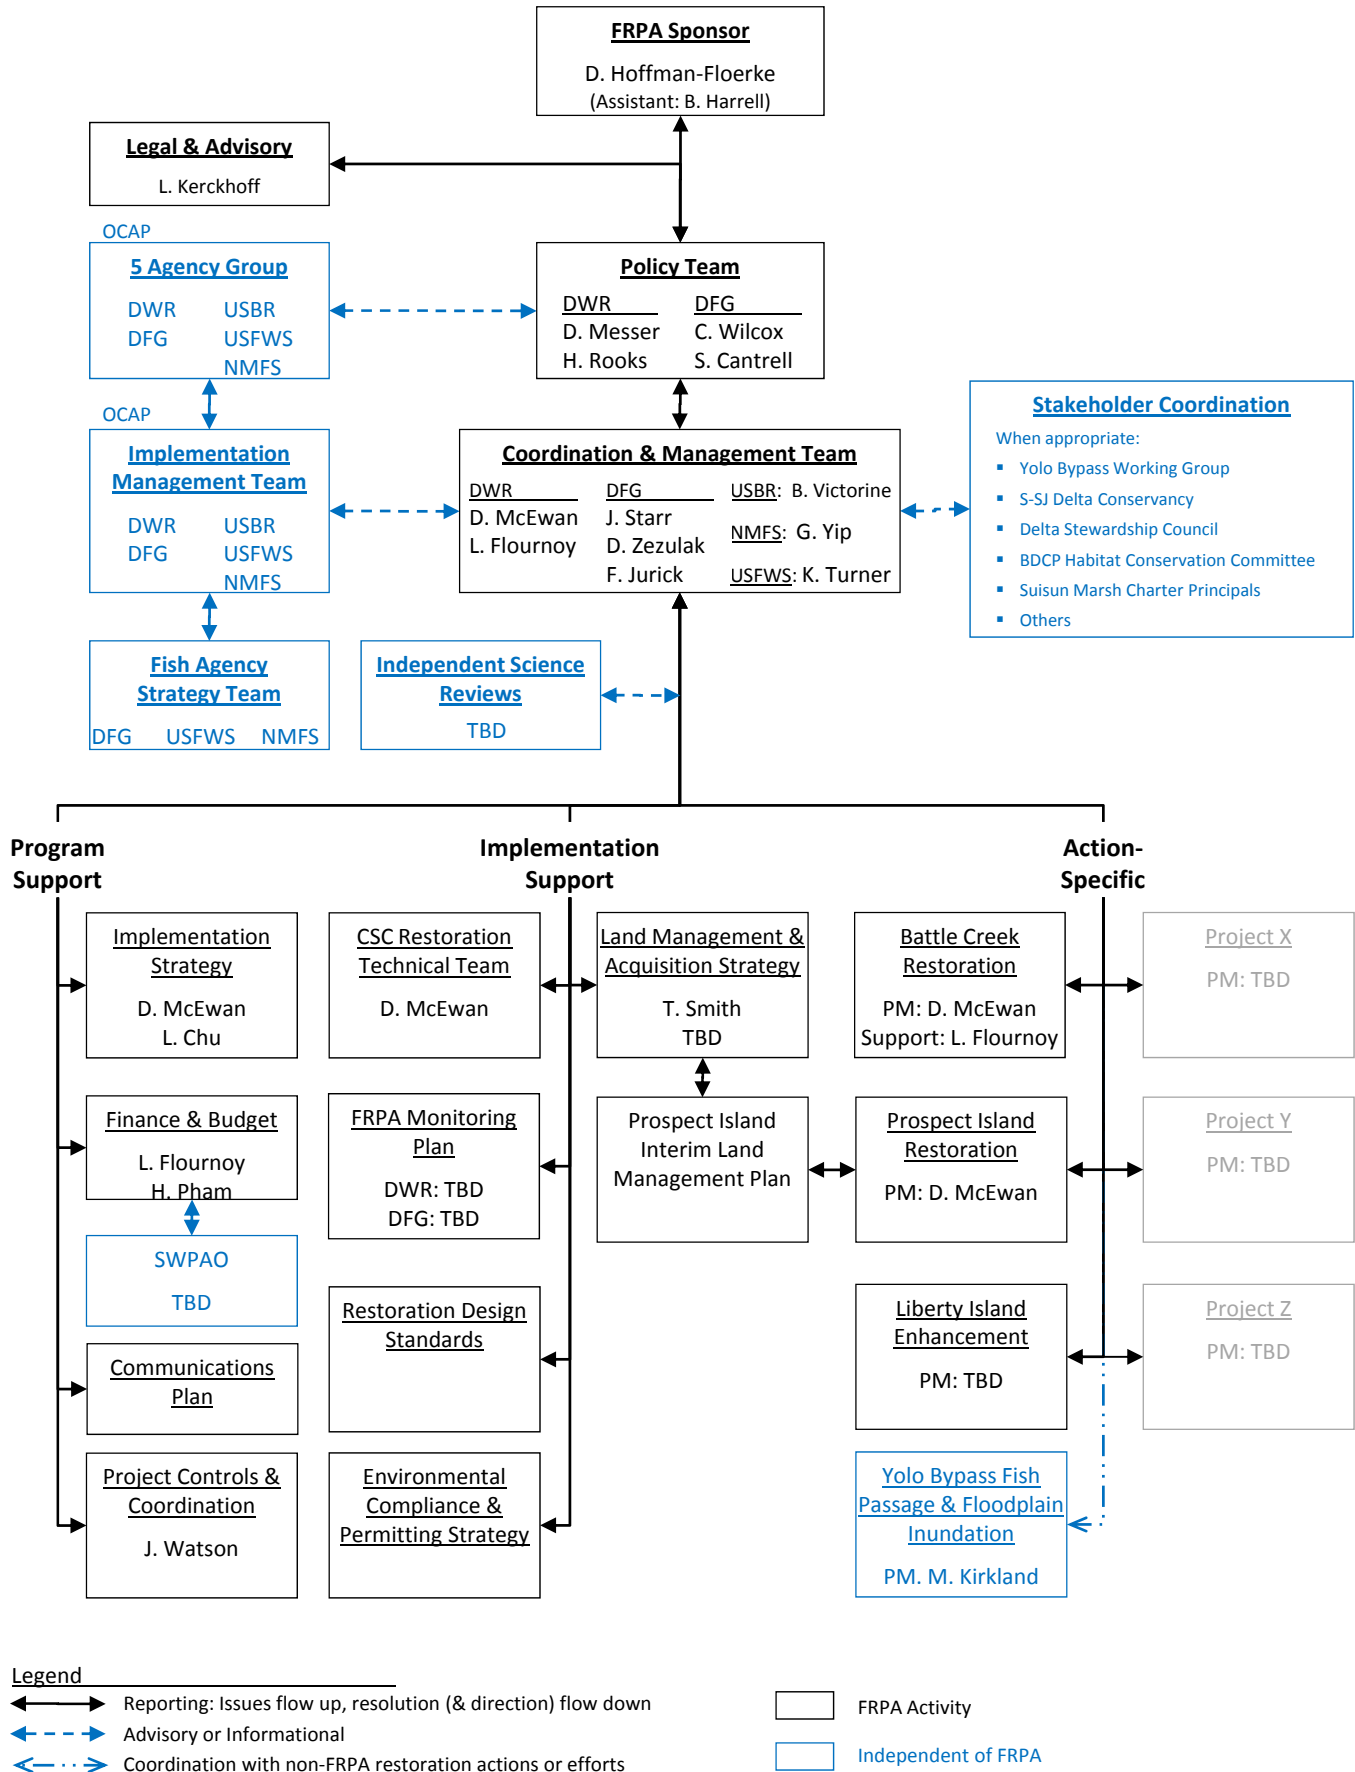 FRPA Sponsor
D. Hoffman-Floerke
(Assistant: B. Harrell)
Legal & Advisory
L. Kerckhoff
OCAP
5 Agency Group
DWR USBR
DFG USFWS
NMFS
Policy Team
DWR DFG
D. Messer C. Wilcox
H. Rooks S. Cantrell
OCAP
Implementation
Management Team
DWR USBR
DFG USFWS
NMFS
Coordination & Management Team
DWR DFG USBR: B. Victorine
D. McEwan J. Starr
L. Flournoy D. Zezulak NMFS: G. Yip
F. Jurick USFWS: K. Turner
Stakeholder Coordination
When appropriate:
▪ Yolo Bypass Working Group
▪ S-SJ Delta Conservancy
▪ Delta Stewardship Council
▪ BDCP Habitat Conservation Committee
▪ Suisun Marsh Charter Principals
▪ Others
Fish Agency
Strategy Team
DFG USFWS NMFS
Independent Science
Reviews
TBD
Program
Support
Implementation
Support
Action-
Specific
Implementation
Strategy
D. McEwan
L. Chu
CSC Restoration
Technical Team
D. McEwan
Land Management &
Acquisition Strategy
T. Smith
TBD
Battle Creek
Restoration
PM: D. McEwan
Support: L. Flournoy
Project X
PM: TBD
Finance & Budget
L. Flournoy
H. Pham
FRPA Monitoring
Plan
DWR: TBD
DFG: TBD
Prospect Island
Interim Land
Management Plan
Prospect Island
Restoration
PM: D. McEwan
Project Y
PM: TBD
SWPAO
TBD
Restoration Design
Standards
Liberty Island
Enhancement
PM: TBD
Project Z
PM: TBD
Communications
Plan
Project Controls &
Coordination
J. Watson
Environmental
Compliance &
Permitting Strategy
Yolo Bypass Fish
Passage & Floodplain
Inundation
PM. M. Kirkland
Legend
Reporting: Issues flow up, resolution (& direction) flow down
Advisory or Informational
Coordination with non-FRPA restoration actions or efforts
FRPA Activity
Independent of FRPA